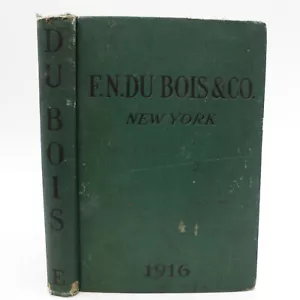 DU BOIS E
F.N. DU BOIS & CO.
NEW YORK
1916